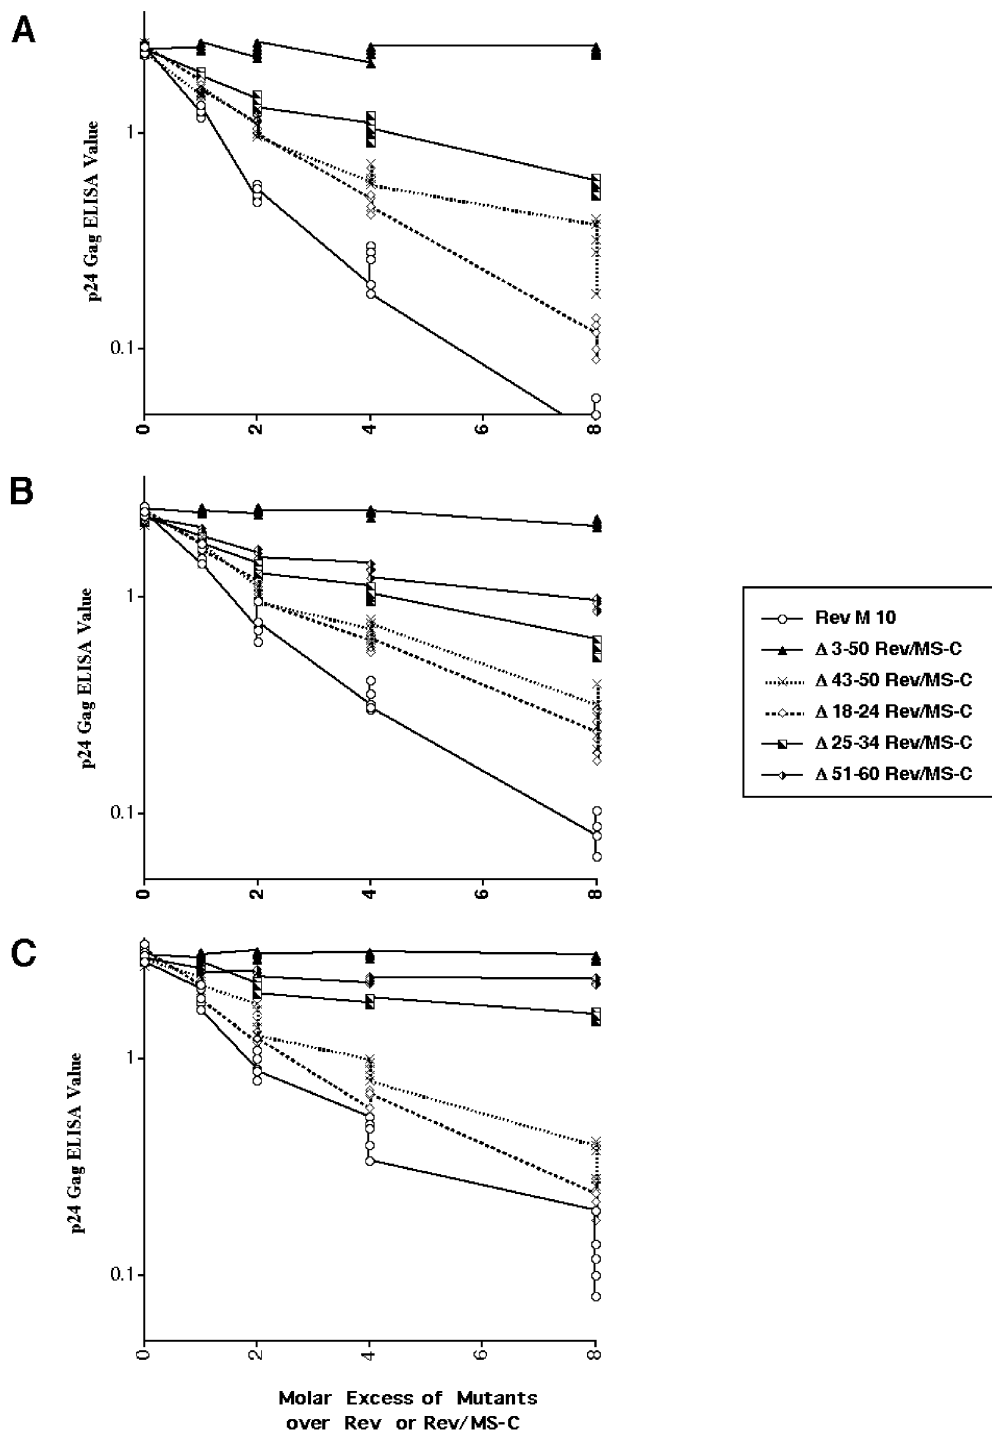 A
p24 Gag ELISA Value
1
0.1
0
2
4
6
8
B
p24 Gag ELISA Value
1
0.1
0
2
4
6
8
Rev M 10
Δ 3-50 Rev/MS-C
Δ 43-50 Rev/MS-C
Δ 18-24 Rev/MS-C
Δ 25-34 Rev/MS-C
Δ 51-60 Rev/MS-C
C
p24 Gag ELISA Value
1
0.1
0
2
4
6
8
Molar Excess of Mutants
over Rev or Rev/MS-C